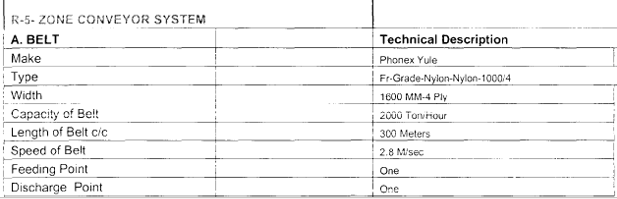 R-5- ZONE CONVEYOR SYSTEM
A. BELT Technical Description
Make Phonex Yule
Type Fr-Grade-Nylon-Nylon-1000/4
Width 1600 MM-4 Ply
Capacity of Belt 2000 Ton/Hour
Length of Belt c/c 300 Meters
Speed of Belt 2.8 M/sec
Feeding Point One
Discharge Point One